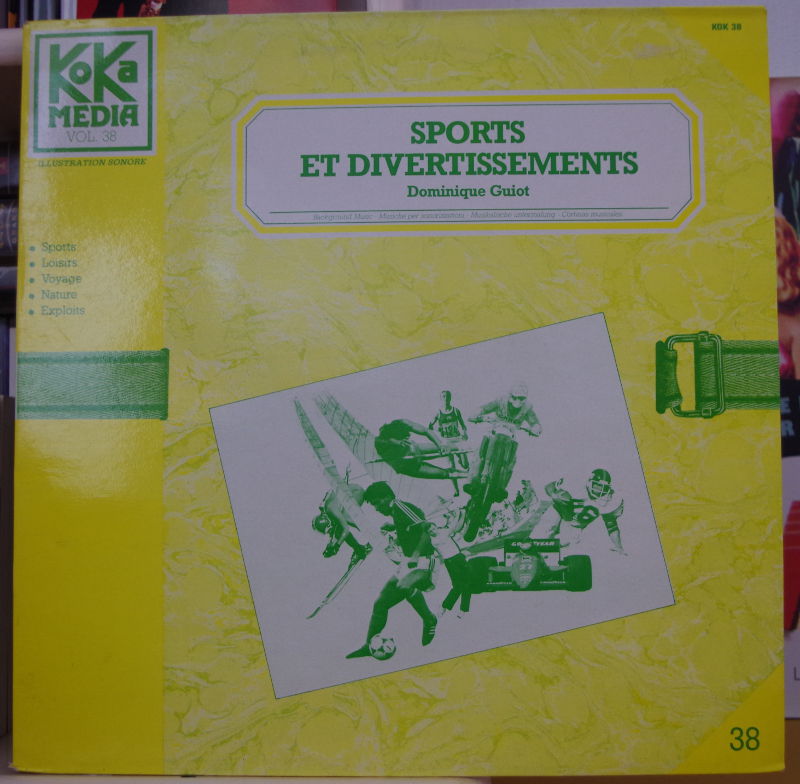 KOK 38
KoKa
MEDIA
VOL. 38
ILLUSTRATION SONORE
SPORTS
ET DIVERTISSEMENTS
Dominique Guiot
Background Music - Musiche per sonorizzazioni - Musikalische untermalung - Cortinas musicales
• Sports
• Loisirs
• Voyage
• Nature
• Exploits
GOODYEAR
27
38